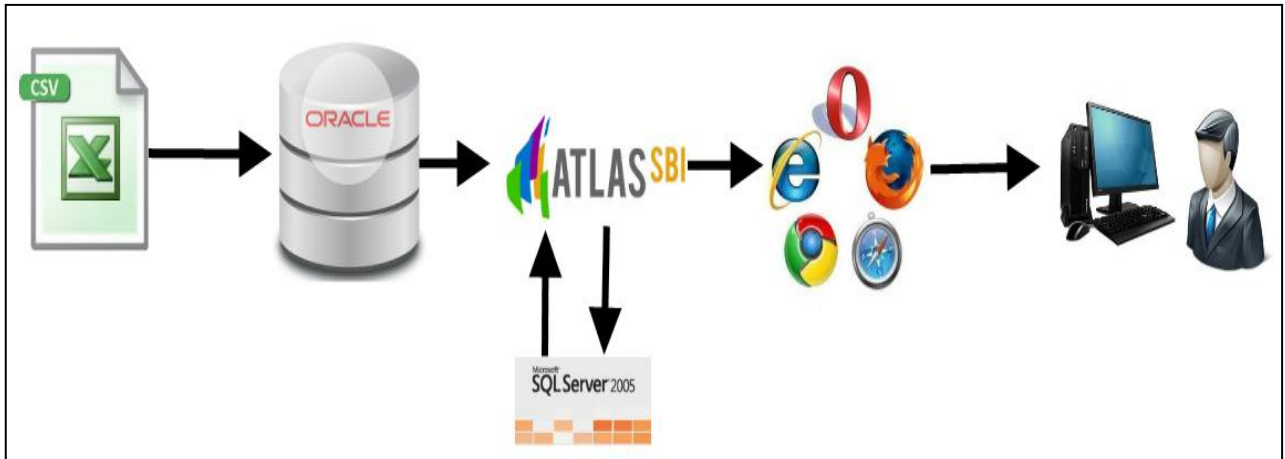 CSV
ORACLE
ATLAS SBI
Microsoft
SQL Server 2005